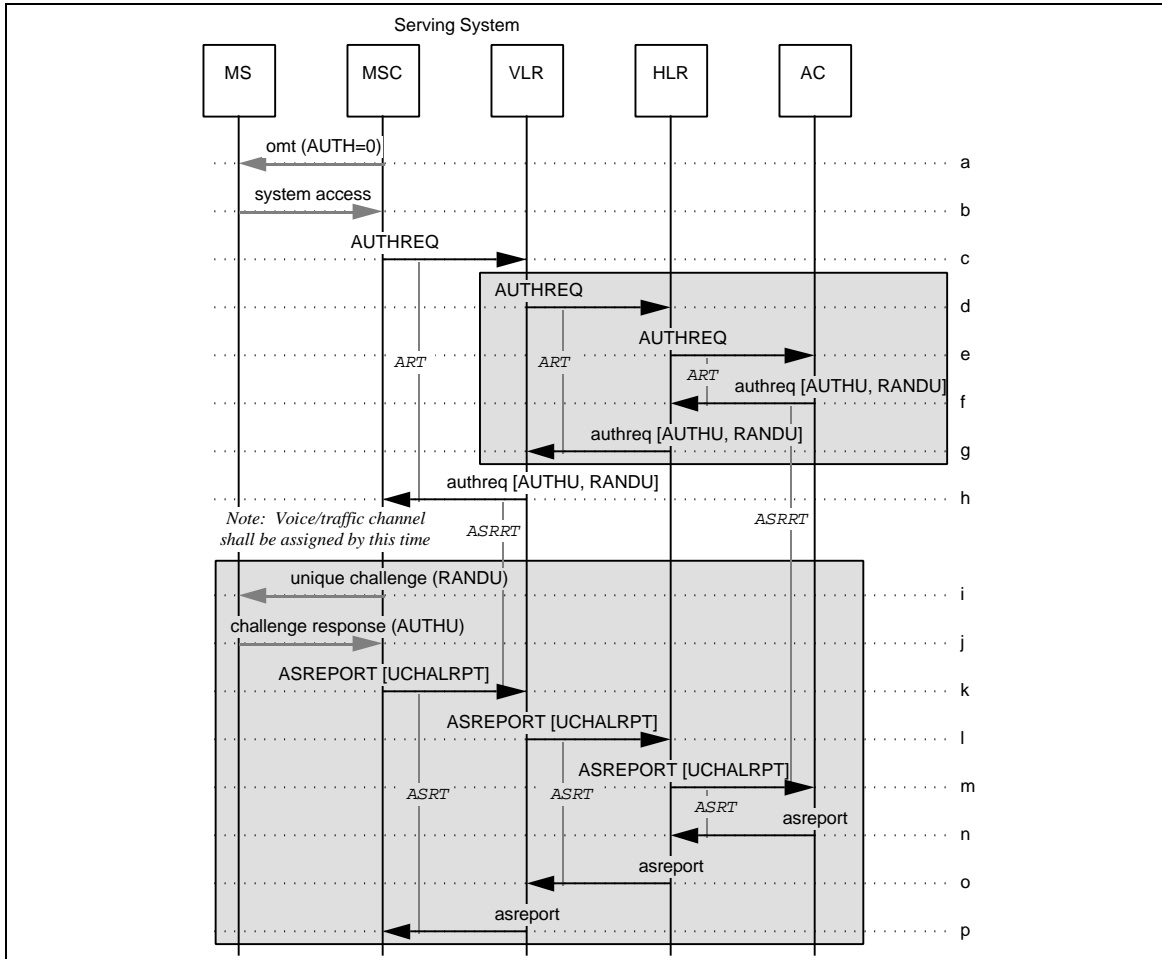 Serving System
MS
MSC
VLR
HLR
AC
omt (AUTH=0)
a
system access
b
AUTHREQ
c
AUTHREQ
d
AUTHREQ
e
ART
ART
ART
authreq [AUTHU, RANDU]
f
authreq [AUTHU, RANDU]
g
authreq [AUTHU, RANDU]
h
Note: Voice/traffic channel
shall be assigned by this time
ASRRT
ASRRT
unique challenge (RANDU)
i
challenge response (AUTHU)
j
ASREPORT [UCHALRPT]
k
ASREPORT [UCHALRPT]
l
ASREPORT [UCHALRPT]
m
ASRT
ASRT
ASRT
asreport
n
asreport
o
asreport
p